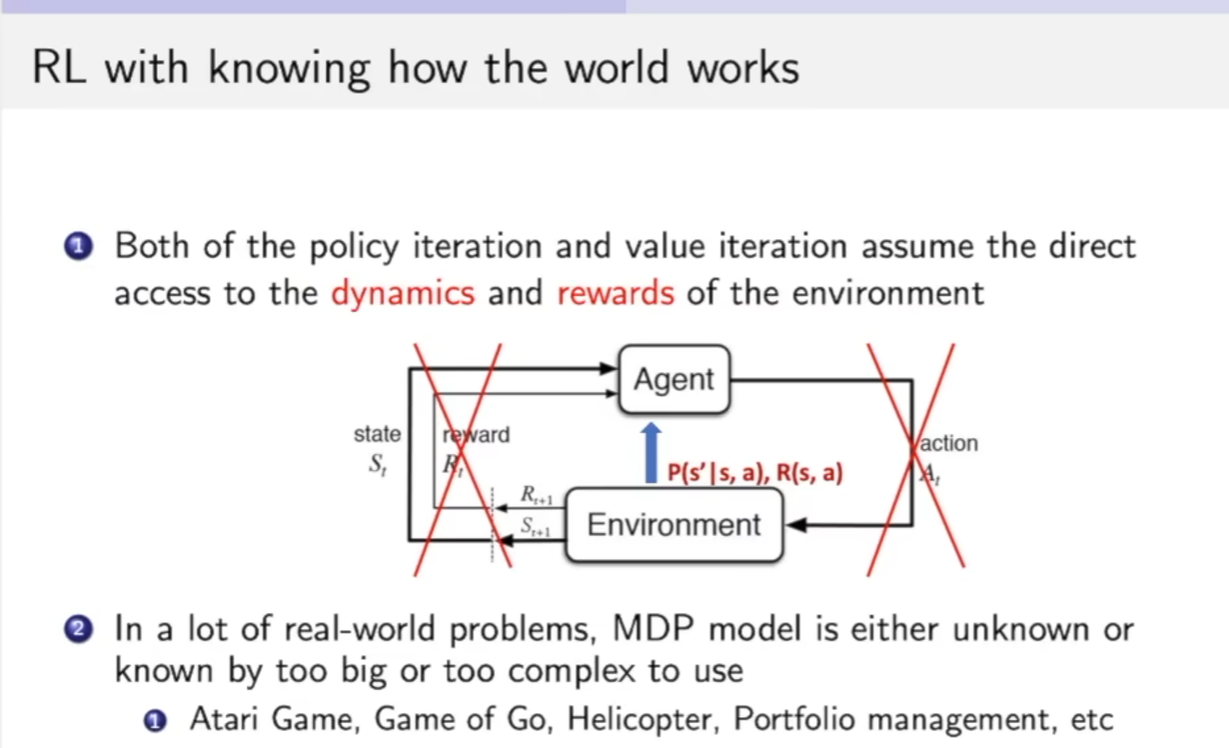 RL with knowing how the world works
1 Both of the policy iteration and value iteration assume the direct
access to the dynamics and rewards of the environment
Agent
state
reward
action
S_t
R_t
P(s'|s, a), R(s, a)
A_t
R_{t+1}
S_{t+1}
Environment
2 In a lot of real-world problems, MDP model is either unknown or
known by too big or too complex to use
1 Atari Game, Game of Go, Helicopter, Portfolio management, etc